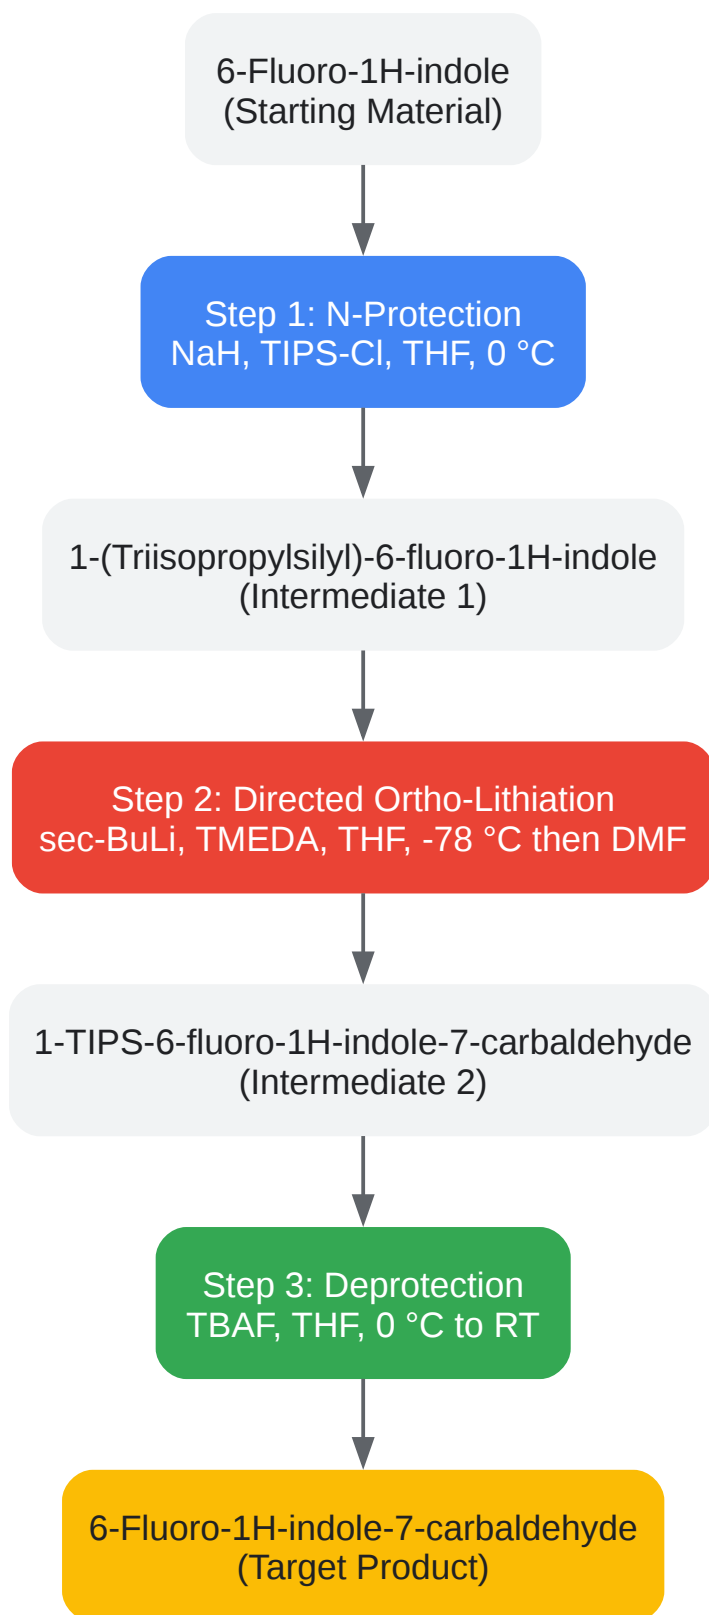 6-Fluoro-1H-indole
(Starting Material)
Step 1: N-Protection
NaH, TIPS-Cl, THF, 0 °C
1-(Triisopropylsilyl)-6-fluoro-1H-indole
(Intermediate 1)
Step 2: Directed Ortho-Lithiation
sec-BuLi, TMEDA, THF, -78 °C then DMF
1-TIPS-6-fluoro-1H-indole-7-carbaldehyde
(Intermediate 2)
Step 3: Deprotection
TBAF, THF, 0 °C to RT
6-Fluoro-1H-indole-7-carbaldehyde
(Target Product)